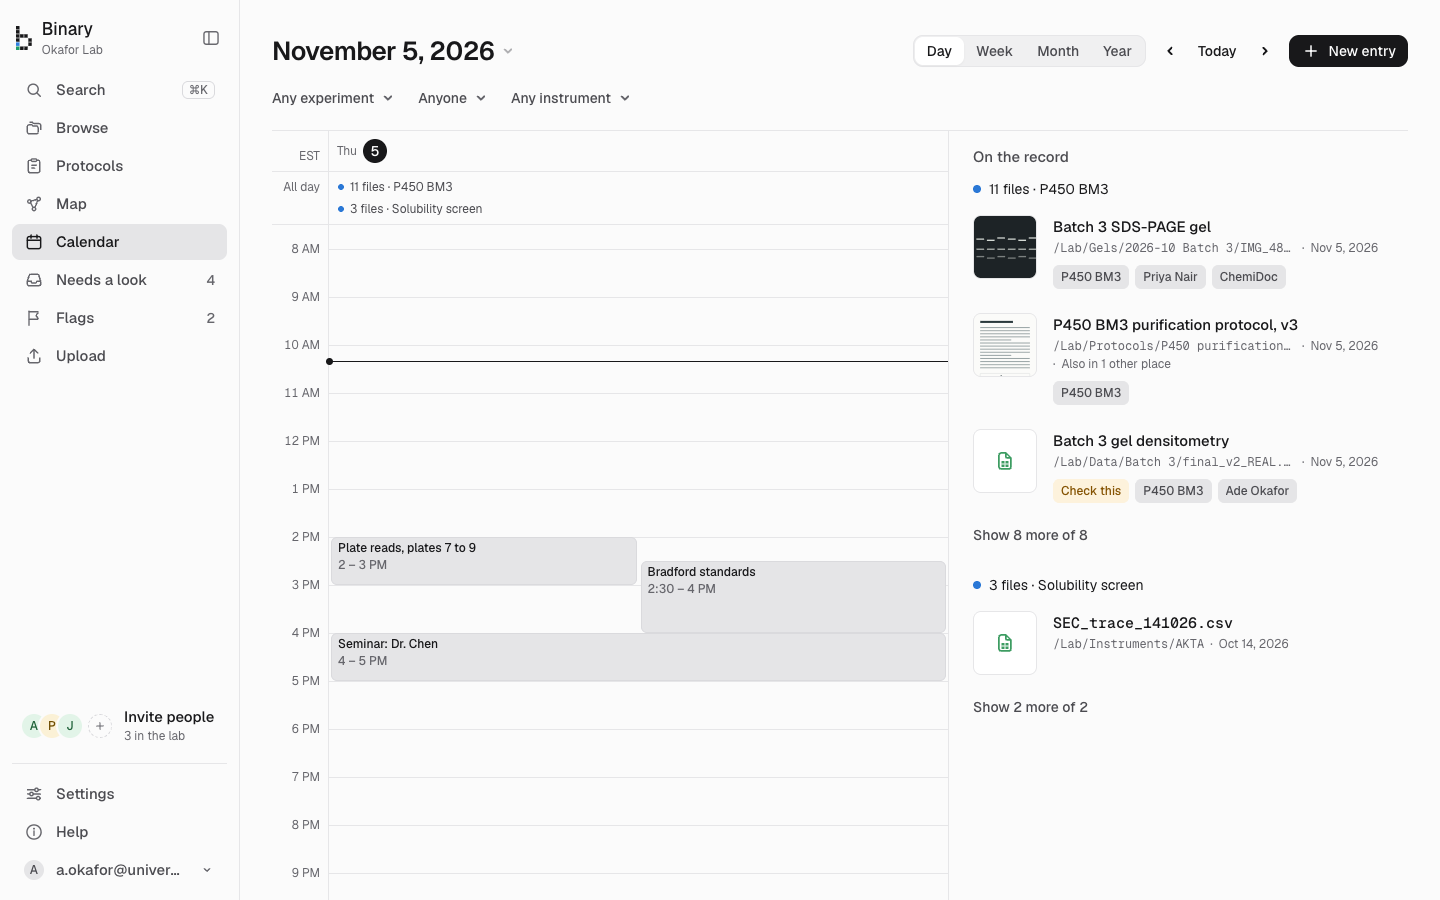 Binary
Okafor Lab
Search ⌘K
Browse
Protocols
Map
Calendar
Needs a look 4
Flags 2
Upload
A P J +
Invite people
3 in the lab
Settings
Help
A a.okafor@univer...
November 5, 2026
Day Week Month Year
Today
+ New entry
Any experiment
Anyone
Any instrument
EST
Thu 5
All day
11 files · P450 BM3
3 files · Solubility screen
8 AM
9 AM
10 AM
11 AM
12 PM
1 PM
2 PM
3 PM
4 PM
5 PM
6 PM
7 PM
8 PM
9 PM
Plate reads, plates 7 to 9
2 – 3 PM
Bradford standards
2:30 – 4 PM
Seminar: Dr. Chen
4 – 5 PM
On the record
11 files · P450 BM3
Batch 3 SDS-PAGE gel
/Lab/Gels/2026-10 Batch 3/IMG_48… · Nov 5, 2026
P450 BM3 Priya Nair ChemiDoc
P450 BM3 purification protocol, v3
/Lab/Protocols/P450 purification… · Nov 5, 2026
· Also in 1 other place
P450 BM3
Batch 3 gel densitometry
/Lab/Data/Batch 3/final_v2_REAL.… · Nov 5, 2026
Check this P450 BM3 Ade Okafor
Show 8 more of 8
3 files · Solubility screen
SEC_trace_141026.csv
/Lab/Instruments/AKTA · Oct 14, 2026
Show 2 more of 2